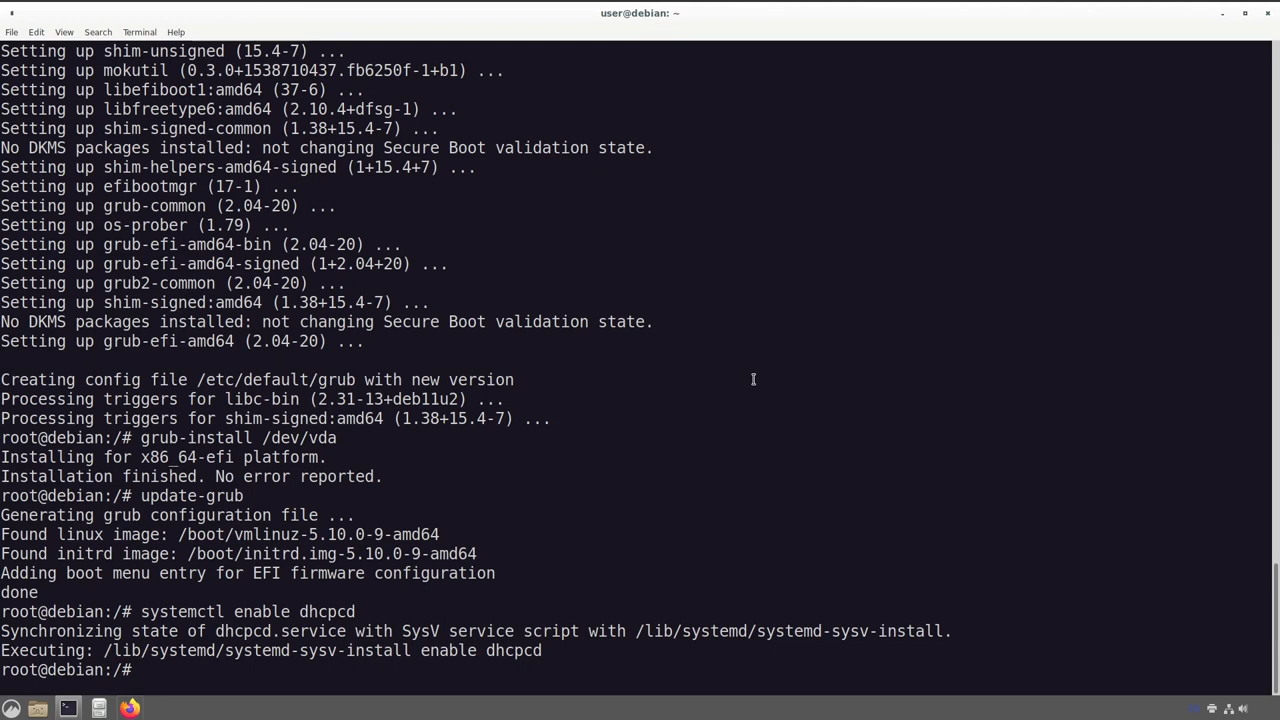 user@debian: ~
File Edit View Search Terminal Help
Setting up shim-unsigned (15.4-7) ...
Setting up mokutil (0.3.0+1538710437.fb6250f-1+b1) ...
Setting up libefiboot1:amd64 (37-6) ...
Setting up libfreetype6:amd64 (2.10.4+dfsg-1) ...
Setting up shim-signed-common (1.38+15.4-7) ...
No DKMS packages installed: not changing Secure Boot validation state.
Setting up shim-helpers-amd64-signed (1+15.4+7) ...
Setting up efibootmgr (17-1) ...
Setting up grub-common (2.04-20) ...
Setting up os-prober (1.79) ...
Setting up grub-efi-amd64-bin (2.04-20) ...
Setting up grub-efi-amd64-signed (1+2.04+20) ...
Setting up grub2-common (2.04-20) ...
Setting up shim-signed:amd64 (1.38+15.4-7) ...
No DKMS packages installed: not changing Secure Boot validation state.
Setting up grub-efi-amd64 (2.04-20) ...
Creating config file /etc/default/grub with new version
Processing triggers for libc-bin (2.31-13+deb11u2) ...
Processing triggers for shim-signed:amd64 (1.38+15.4-7) ...
root@debian:/# grub-install /dev/vda
Installing for x86_64-efi platform.
Installation finished. No error reported.
root@debian:/# update-grub
Generating grub configuration file ...
Found linux image: /boot/vmlinuz-5.10.0-9-amd64
Found initrd image: /boot/initrd.img-5.10.0-9-amd64
Adding boot menu entry for EFI firmware configuration
done
root@debian:/# systemctl enable dhcpcd
Synchronizing state of dhcpcd.service with SysV service script with /lib/systemd/systemd-sysv-install.
Executing: /lib/systemd/systemd-sysv-install enable dhcpcd
root@debian:/#